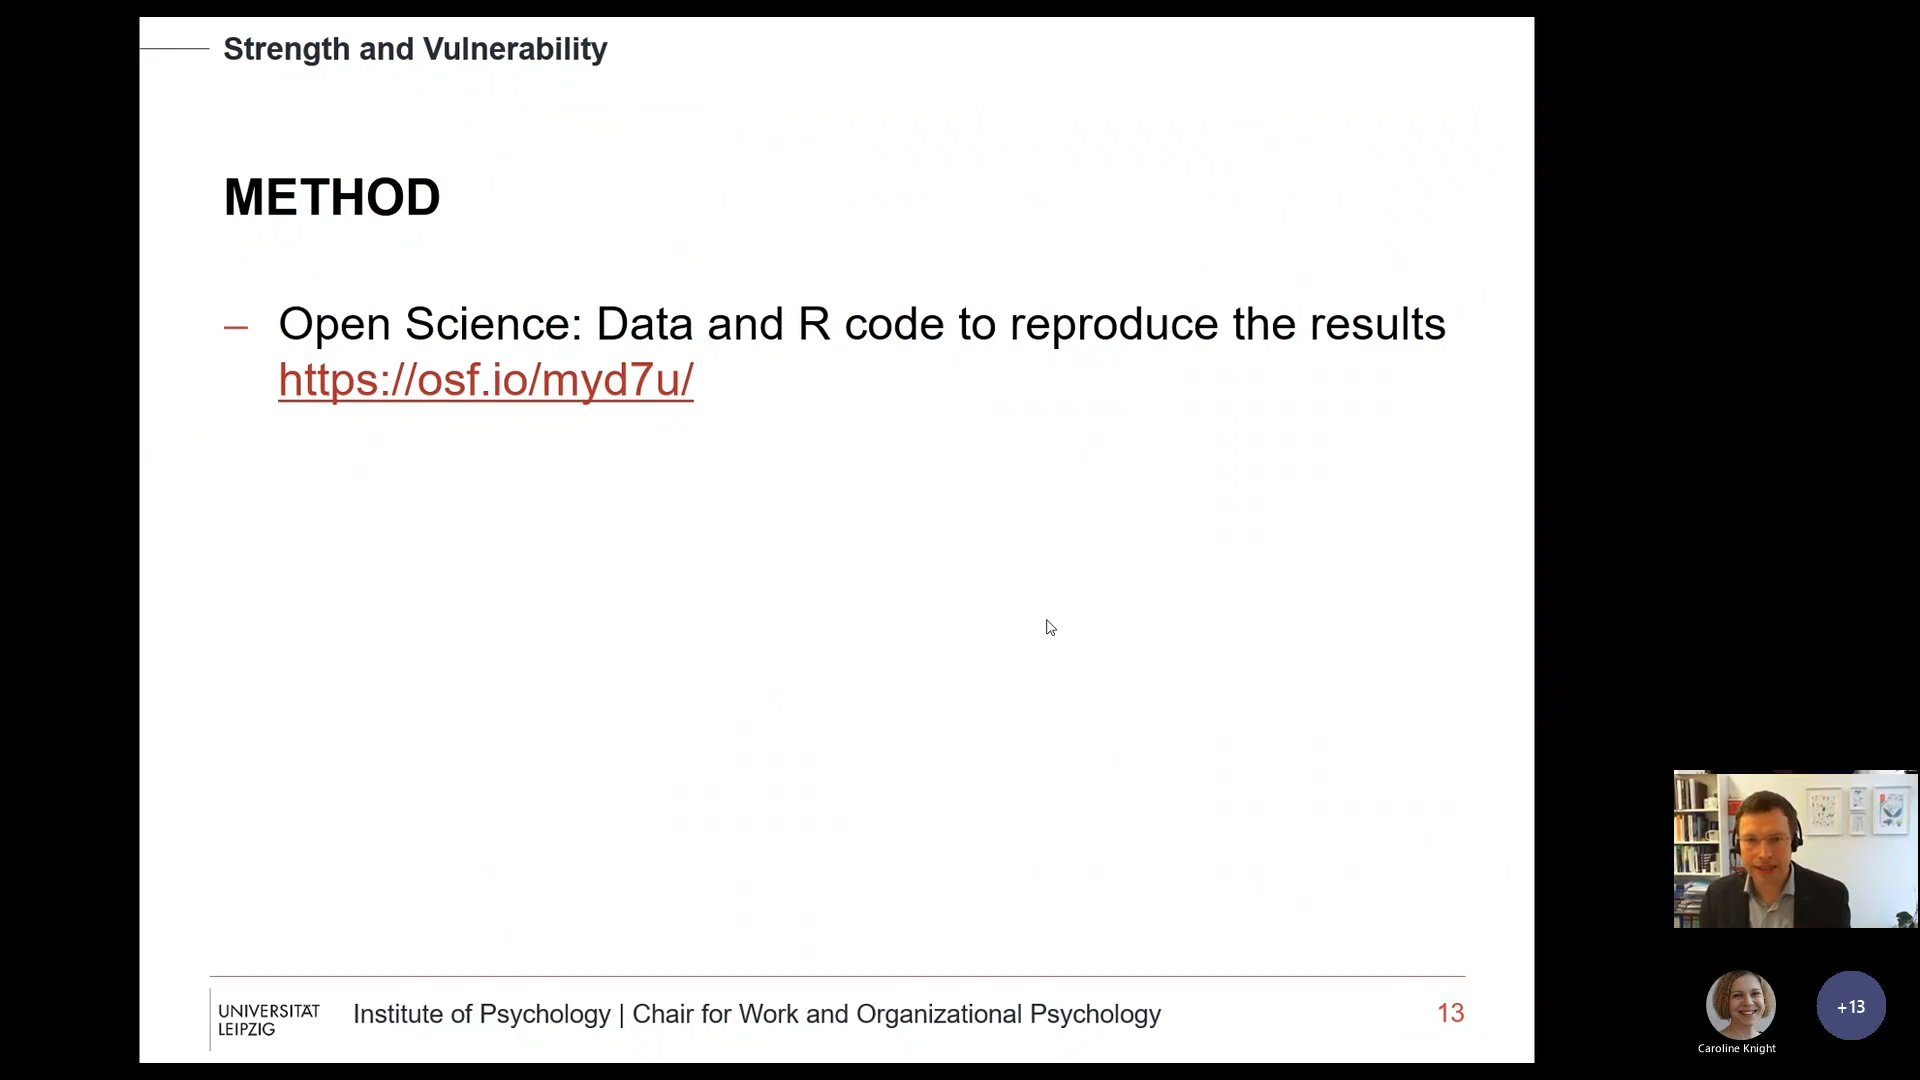 Strength and Vulnerability
METHOD
– Open Science: Data and R code to reproduce the results
https://osf.io/myd7u/
UNIVERSITÄT
LEIPZIG
Institute of Psychology | Chair for Work and Organizational Psychology
13
+13
Caroline Knight